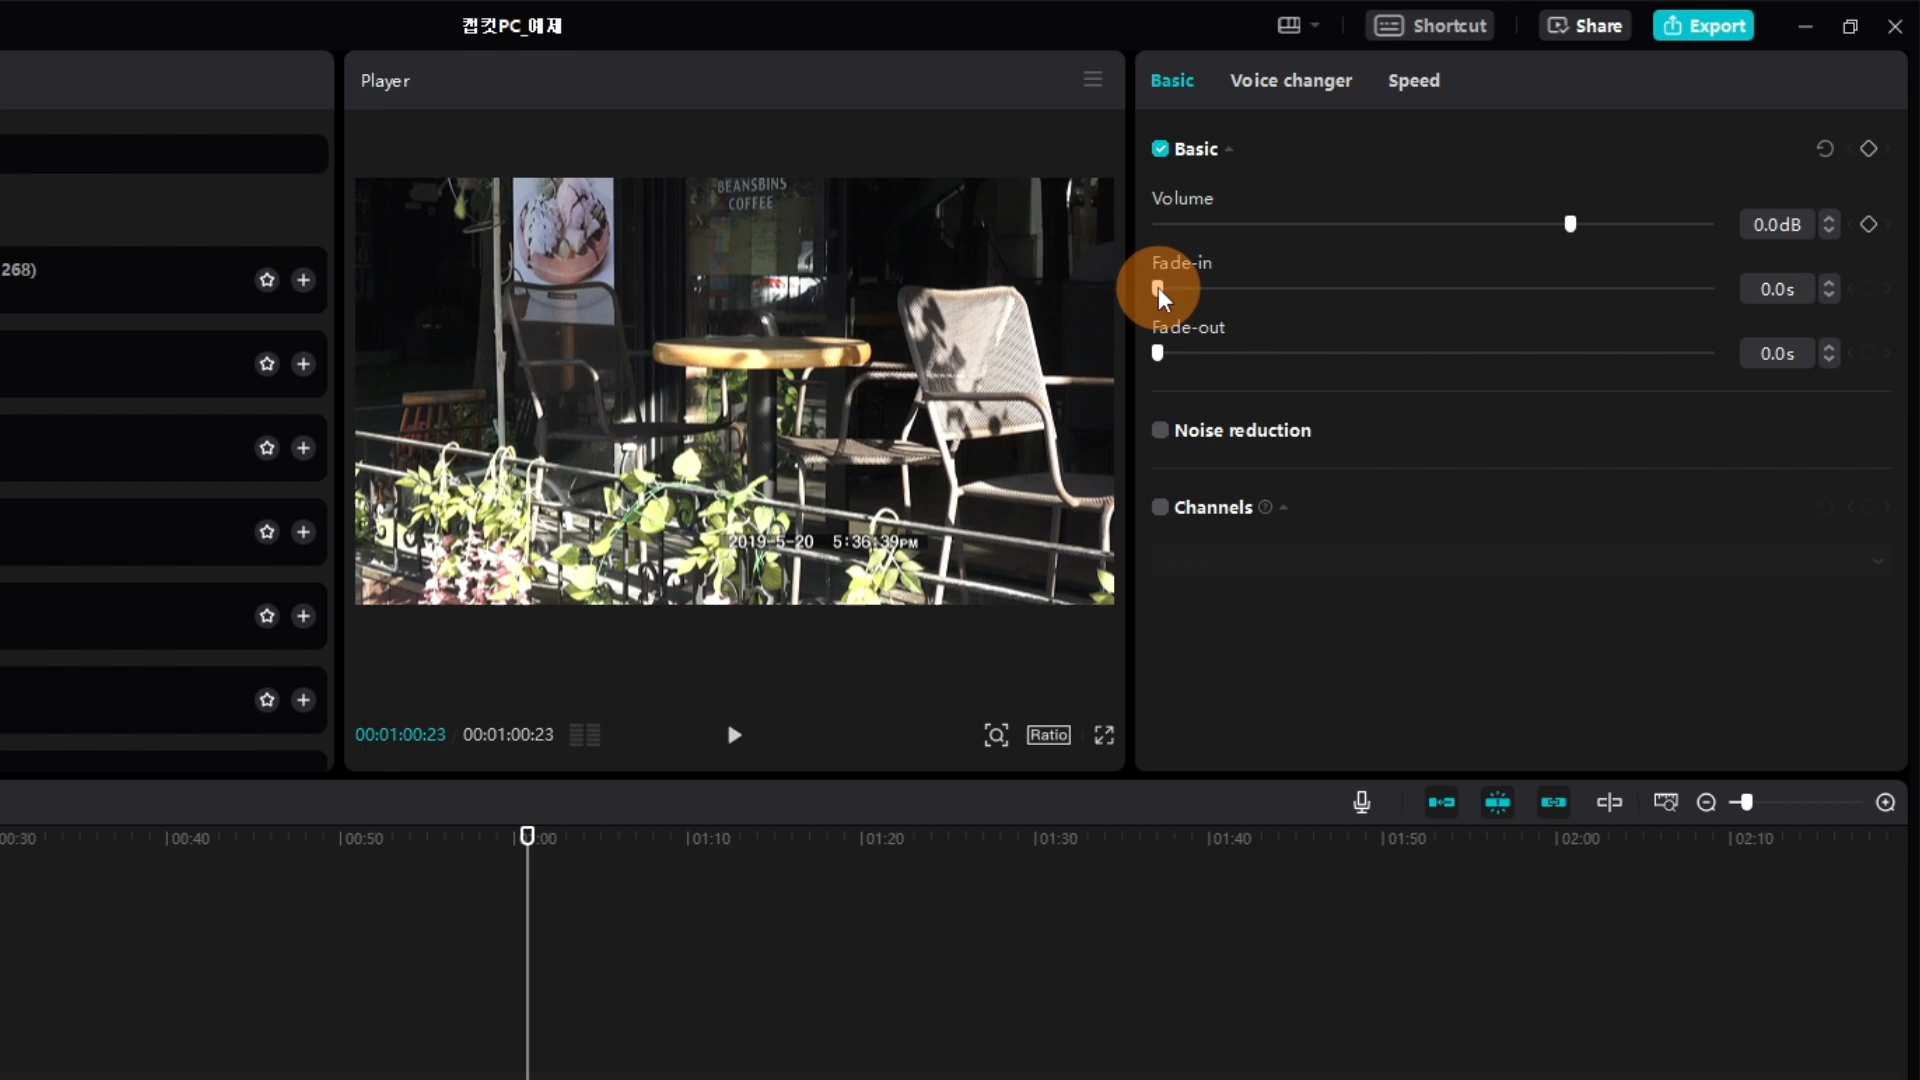 캡컷PC_예제
Shortcut
Share
Export
Player
Basic
Voice changer
Speed
Basic
Volume
0.0dB
Fade-in
0.0s
Fade-out
0.0s
Noise reduction
Channels
268)
BEANSBINS
COFFEE
2019-5-20 5:36:39PM
00:01:00:23
00:01:00:23
Ratio
00:30
00:40
00:50
01:10
01:20
01:30
01:40
01:50
02:00
02:10